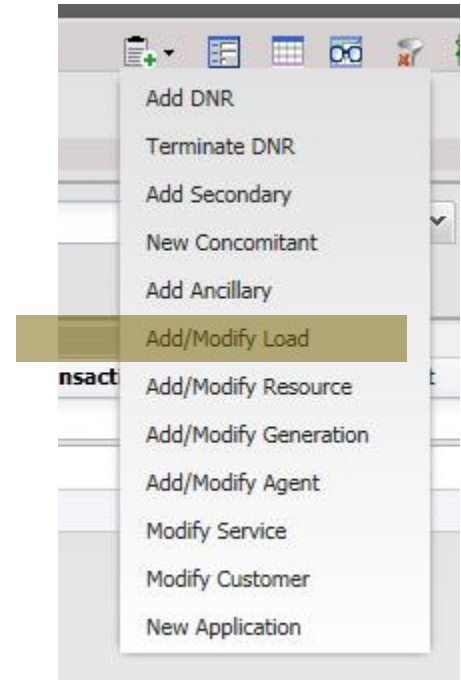 Add DNR
Terminate DNR
Add Secondary
New Concomitant
Add Ancillary
Add/Modify Load
nsacti
t
Add/Modify Resource
Add/Modify Generation
Add/Modify Agent
Modify Service
Modify Customer
New Application